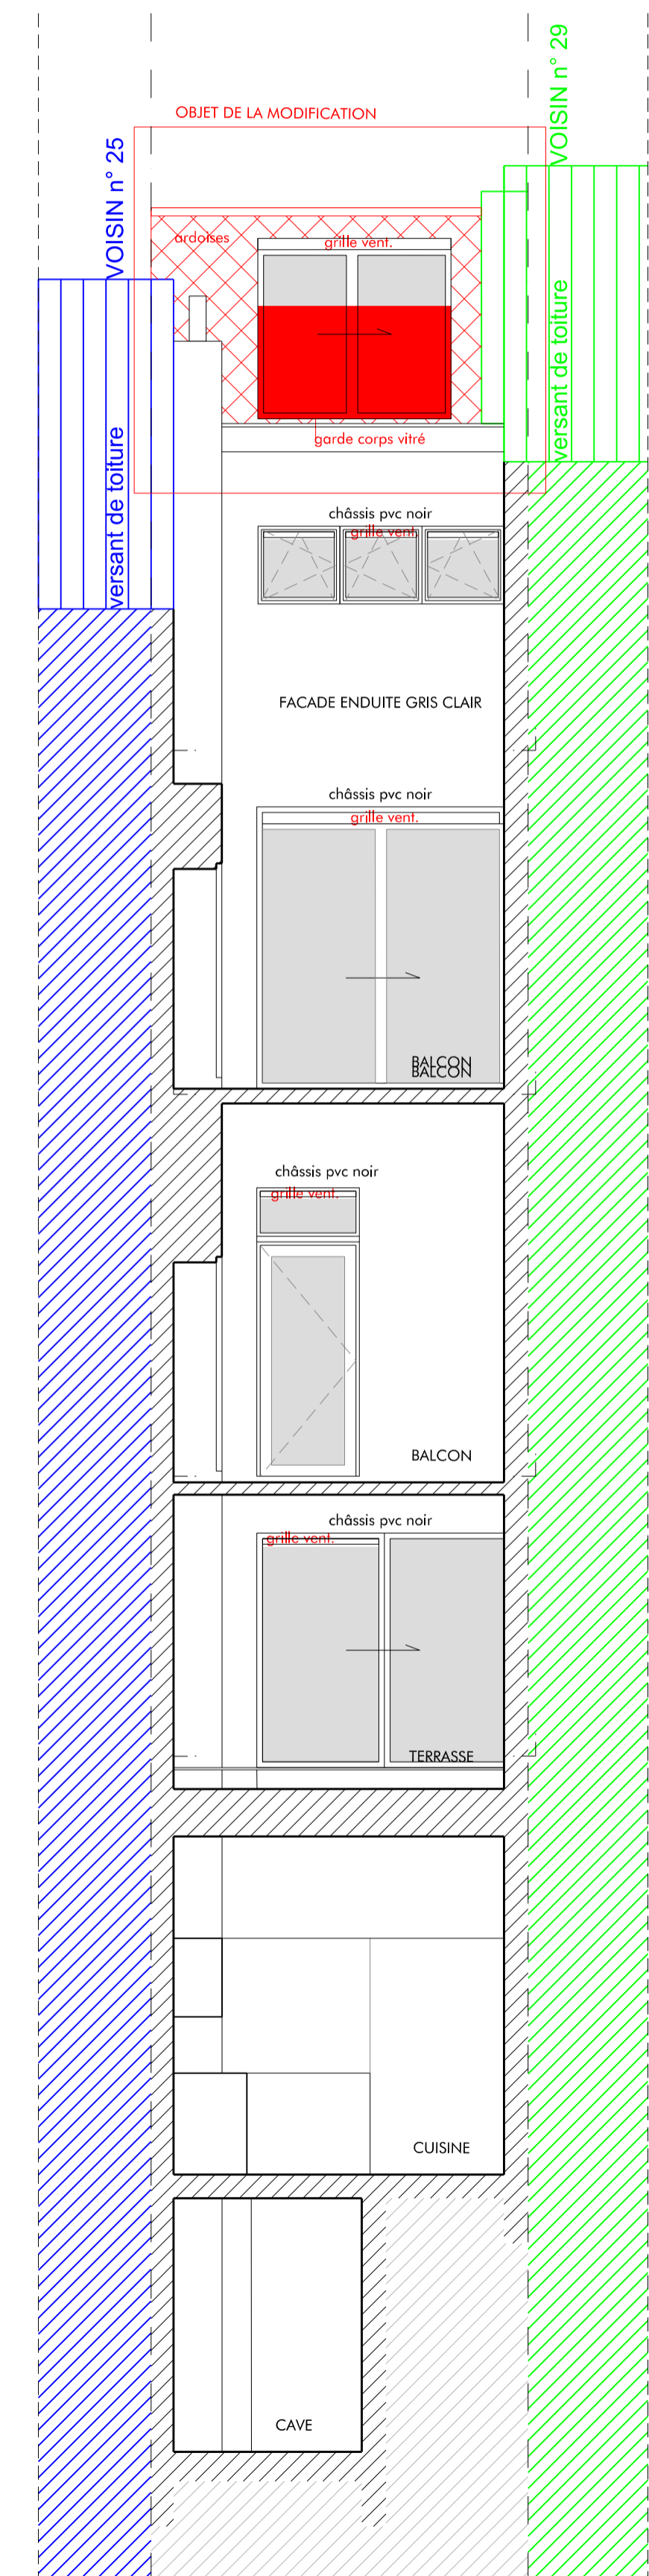 VOISIN n° 29
OBJET DE LA MODIFICATION
VOISIN n° 25
ardoises
grille vent.
versant de toiture
garde corps vitré
versant de toiture
châssis pvc noir
grille vent.
FACADE ENDUITE GRIS CLAIR
châssis pvc noir
grille vent.
BALCON
BALCON
châssis pvc noir
grille vent.
BALCON
châssis pvc noir
grille vent.
TERRASSE
CUISINE
CAVE